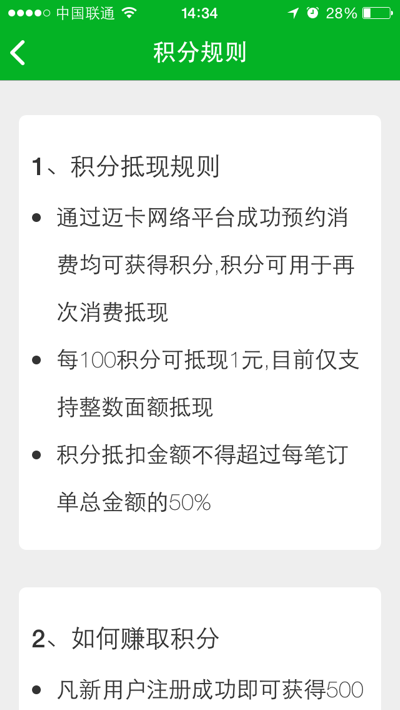 中国联通 14:34 28%
积分规则
1、积分抵现规则
通过迈卡网络平台成功预约消
费均可获得积分,积分可用于再
次消费抵现
每100积分可抵现1元,目前仅支
持整数面额抵现
积分抵扣金额不得超过每笔订
单总金额的50%
2、如何赚取积分
凡新用户注册成功即可获得500